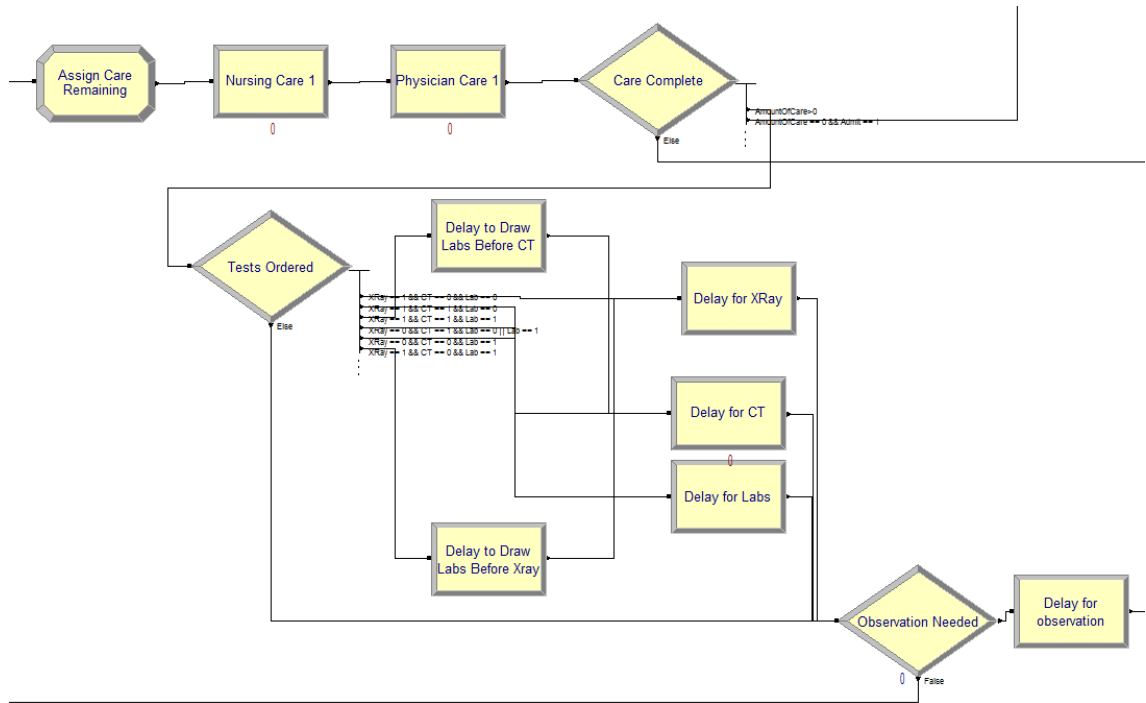 Assign Care
Remaining
Nursing Care 1
Physician Care 1
Care Complete
AmountOfCare>0
AmountOfCare == 0 && Admit == 1
Else
0
0
Tests Ordered
XRay == 1 && CT == 0 && Lab == 0
XRay == 1 && CT == 1 && Lab == 0
XRay == 1 && CT == 1 && Lab == 1
XRay == 0 && CT == 1 && Lab == 0 || Lab == 1
XRay == 0 && CT == 0 && Lab == 1
XRay == 1 && CT == 0 && Lab == 1
Else
Delay to Draw
Labs Before CT
Delay for XRay
Delay for CT
0
Delay for Labs
Delay to Draw
Labs Before Xray
Observation Needed
0
False
Delay for
observation